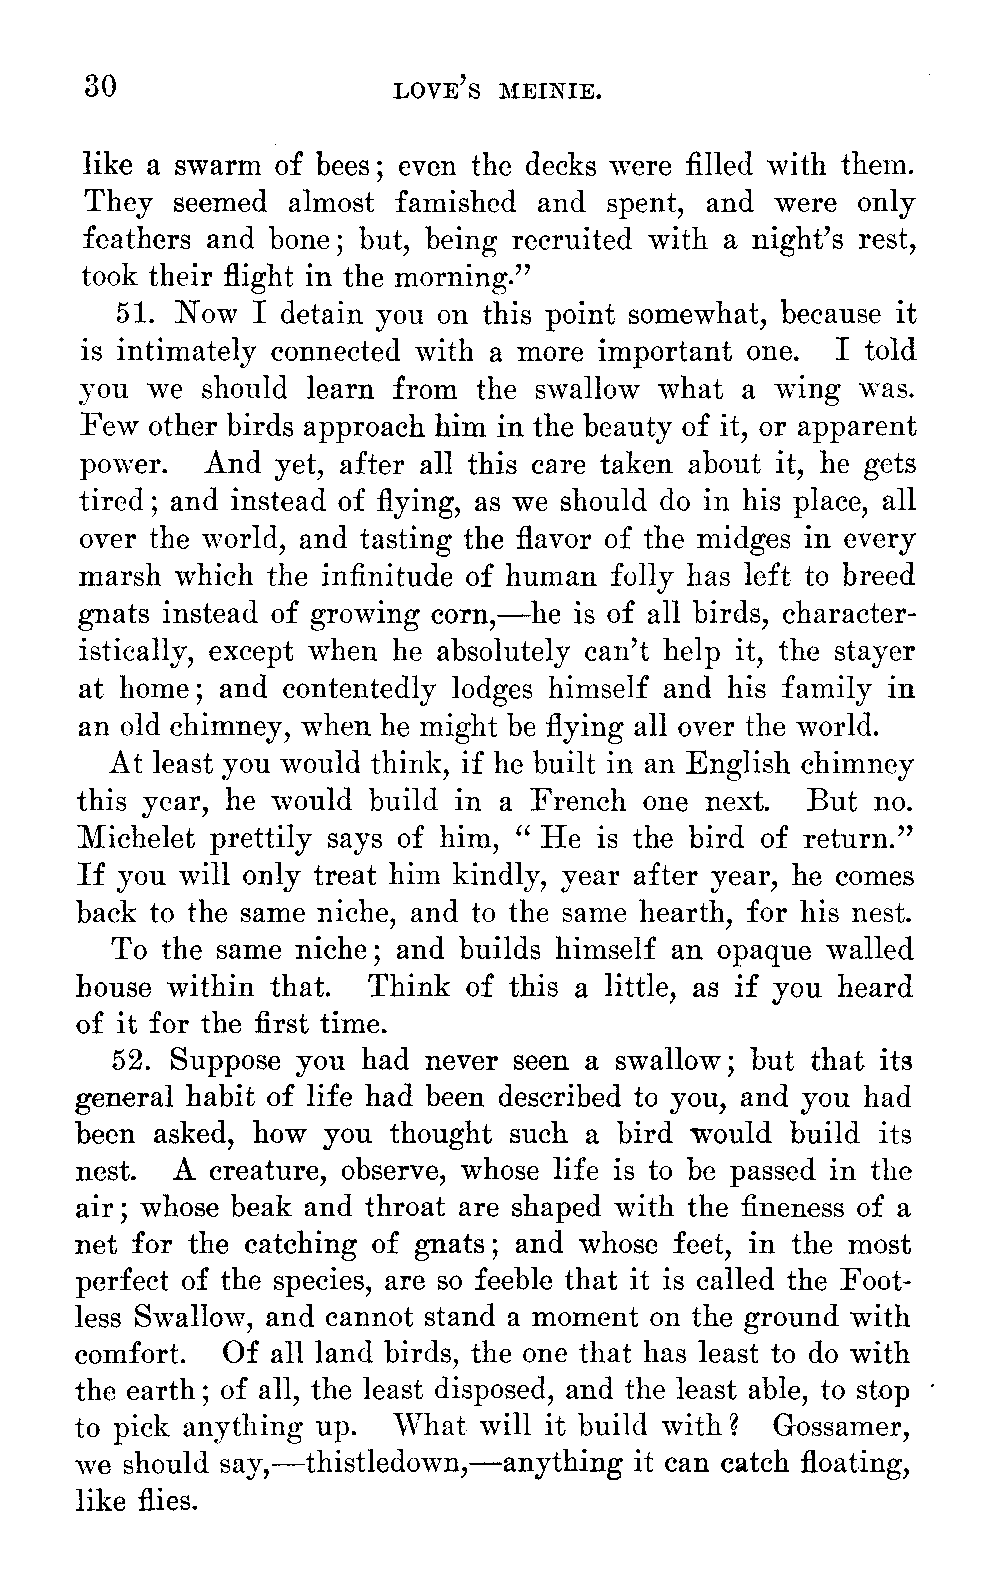 30 LOVE'S MEINIE.
like a swarm of bees; even the decks were filled with them.
They seemed almost famished and spent, and were only
feathers and bone; but, being recruited with a night's rest,
took their flight in the morning."
51. Now I detain you on this point somewhat, because it
is intimately connected with a more important one. I told
you we should learn from the swallow what a wing was.
Few other birds approach him in the beauty of it, or apparent
power. And yet, after all this care taken about it, he gets
tired; and instead of flying, as we should do in his place, all
over the world, and tasting the flavor of the midges in every
marsh which the infinitude of human folly has left to breed
gnats instead of growing corn,—he is of all birds, character-
istically, except when he absolutely can't help it, the stayer
at home; and contentedly lodges himself and his family in
an old chimney, when he might be flying all over the world.
At least you would think, if he built in an English chimney
this year, he would build in a French one next. But no.
Michelet prettily says of him, "He is the bird of return."
If you will only treat him kindly, year after year, he comes
back to the same niche, and to the same hearth, for his nest.
To the same niche; and builds himself an opaque walled
house within that. Think of this a little, as if you heard
of it for the first time.
52. Suppose you had never seen a swallow; but that its
general habit of life had been described to you, and you had
been asked, how you thought such a bird would build its
nest. A creature, observe, whose life is to be passed in the
air; whose beak and throat are shaped with the fineness of a
net for the catching of gnats; and whose feet, in the most
perfect of the species, are so feeble that it is called the Foot-
less Swallow, and cannot stand a moment on the ground with
comfort. Of all land birds, the one that has least to do with
the earth; of all, the least disposed, and the least able, to stop
to pick anything up. What will it build with? Gossamer,
we should say,—thistledown,—anything it can catch floating,
like flies.